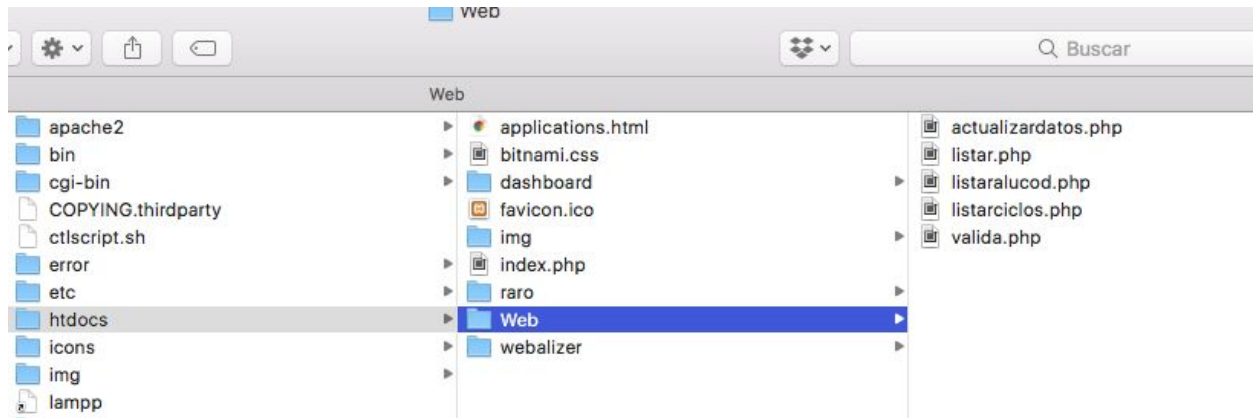 Web
Buscar
Web
apache2
bin
cgi-bin
COPYING.thirdparty
ctlscript.sh
error
etc
htdocs
icons
img
lampp
applications.html
bitnami.css
dashboard
favicon.ico
img
index.php
raro
Web
webalizer
actualizardatos.php
listar.php
listaralucod.php
listarciclos.php
valida.php